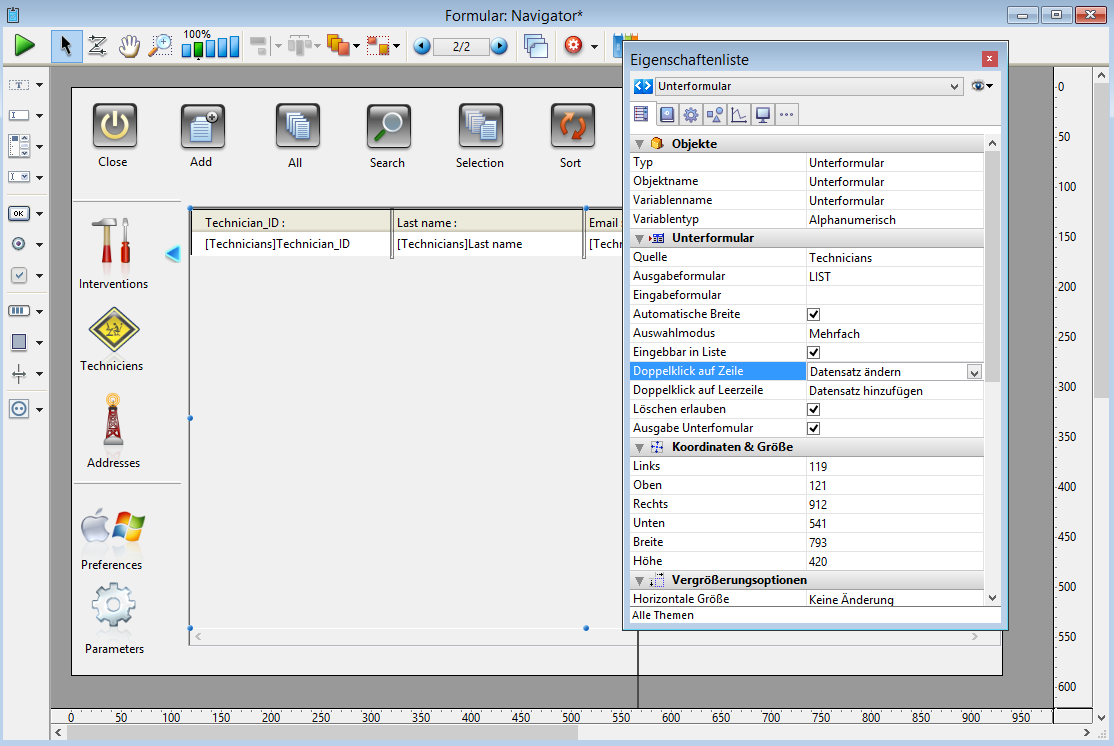 Formular: Navigator*
100%
2/2
Close
Add
All
Search
Selection
Sort
Interventions
Techniciens
Addresses
Preferences
Parameters
Technician_ID :
Last name :
Email
[Technicians]Technician_ID
[Technicians]Last name
[Techn
OK
Eigenschaftenliste
Unterformular
Objekte
Typ Unterformular
Objektname Unterformular
Variablenname Unterformular
Variablentyp Alphanumerisch
Unterformular
Quelle Technicians
Ausgabeformular LIST
Eingabeformular
Automatische Breite
Auswahlmodus Mehrfach
Eingebbar in Liste
Doppelklick auf Zeile Datensatz ändern
Doppelklick auf Leerzeile Datensatz hinzufügen
Löschen erlauben
Ausgabe Unterfomular
Koordinaten & Größe
Links 119
Oben 121
Rechts 912
Unten 541
Breite 793
Höhe 420
Vergrößerungsoptionen
Horizontale Größe Keine Änderung
Alle Themen
0
50
100
150
200
250
300
350
400
450
500
550
600
0 50 100 150 200 250 300 350 400 450 500 550 600 650 700 750 800 850 900 950